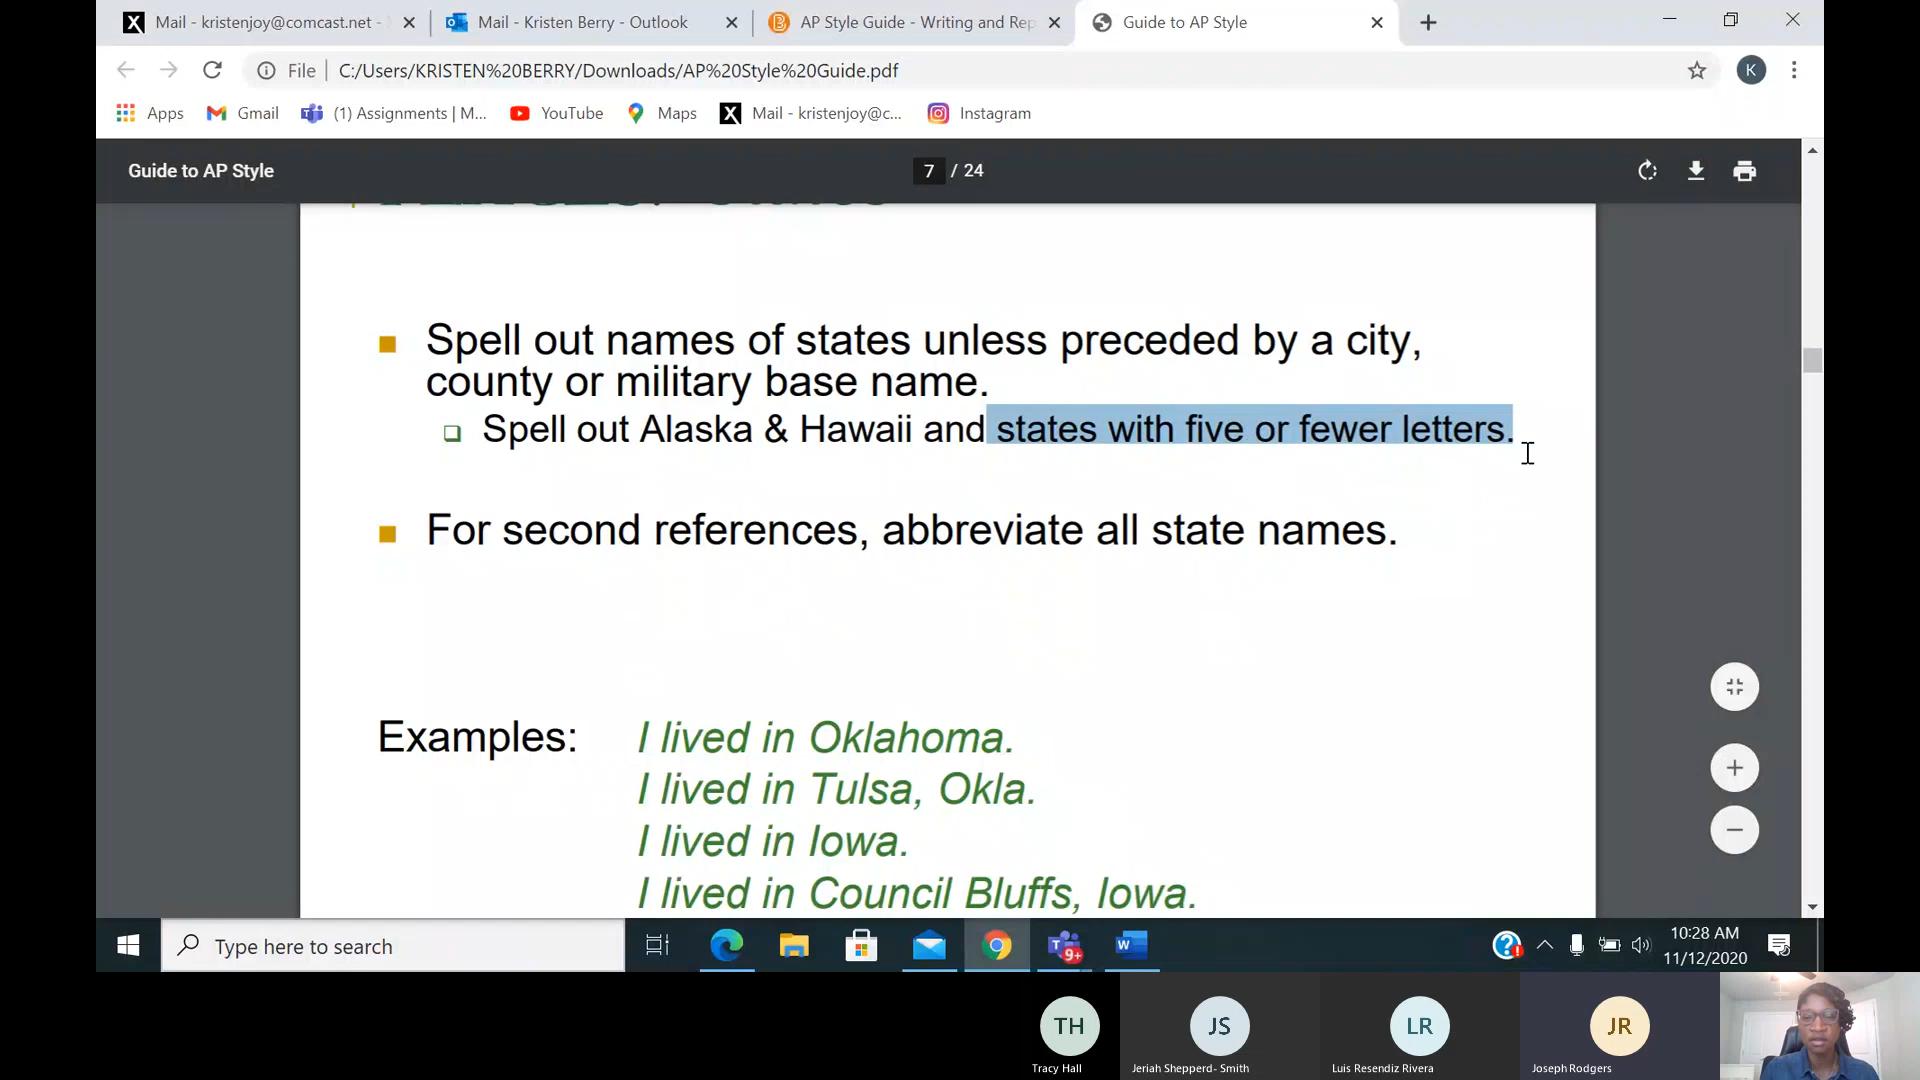 Mail - kristenjoy@comcast.net -
Mail - Kristen Berry - Outlook
AP Style Guide - Writing and Rep
Guide to AP Style
File
C:/Users/KRISTEN%20BERRY/Downloads/AP%20Style%20Guide.pdf
K
Apps
Gmail
(1) Assignments | M...
YouTube
Maps
Mail - kristenjoy@c...
Instagram
Guide to AP Style
7 / 24
Spell out names of states unless preceded by a city,
county or military base name.
Spell out Alaska & Hawaii and states with five or fewer letters.
For second references, abbreviate all state names.
Examples:
I lived in Oklahoma.
I lived in Tulsa, Okla.
I lived in Iowa.
I lived in Council Bluffs, Iowa.
Type here to search
9+
10:28 AM
11/12/2020
TH
JS
LR
JR
Tracy Hall
Jeriah Shepperd- Smith
Luis Resendiz Rivera
Joseph Rodgers